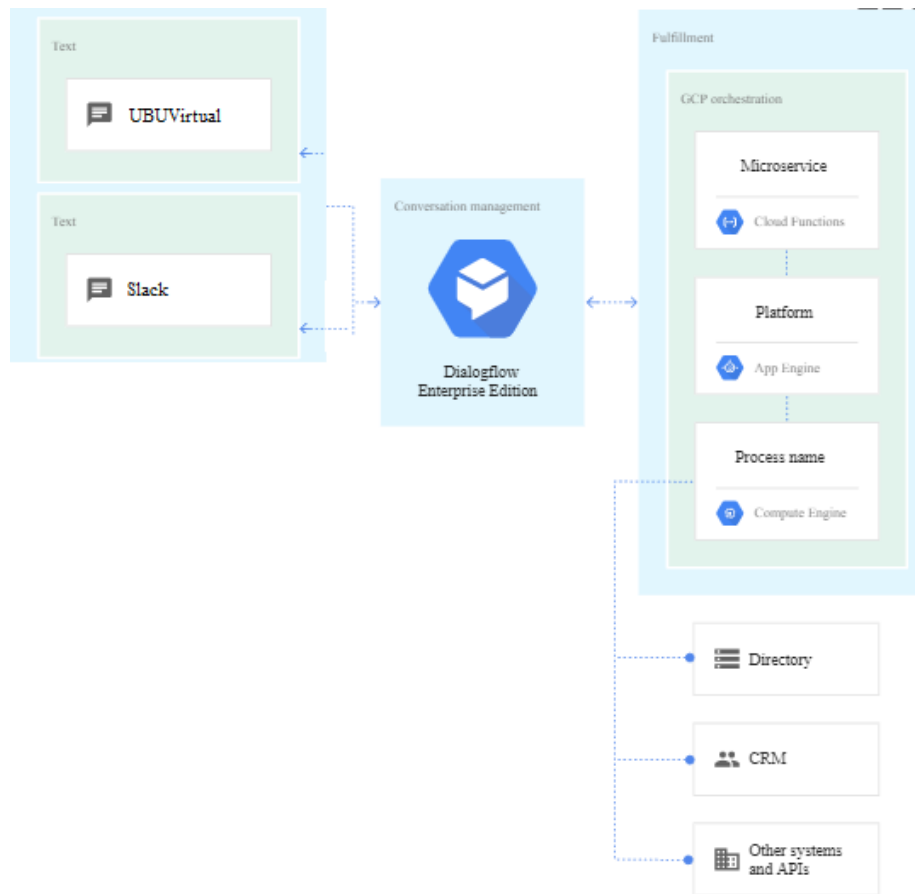 Text
UBUVirtual
Text
Slack
Conversation management
Dialogflow
Enterprise Edition
Fulfillment
GCP orchestration
Microservice
Cloud Functions
Platform
App Engine
Process name
Compute Engine
Directory
CRM
Other systems
and APIs